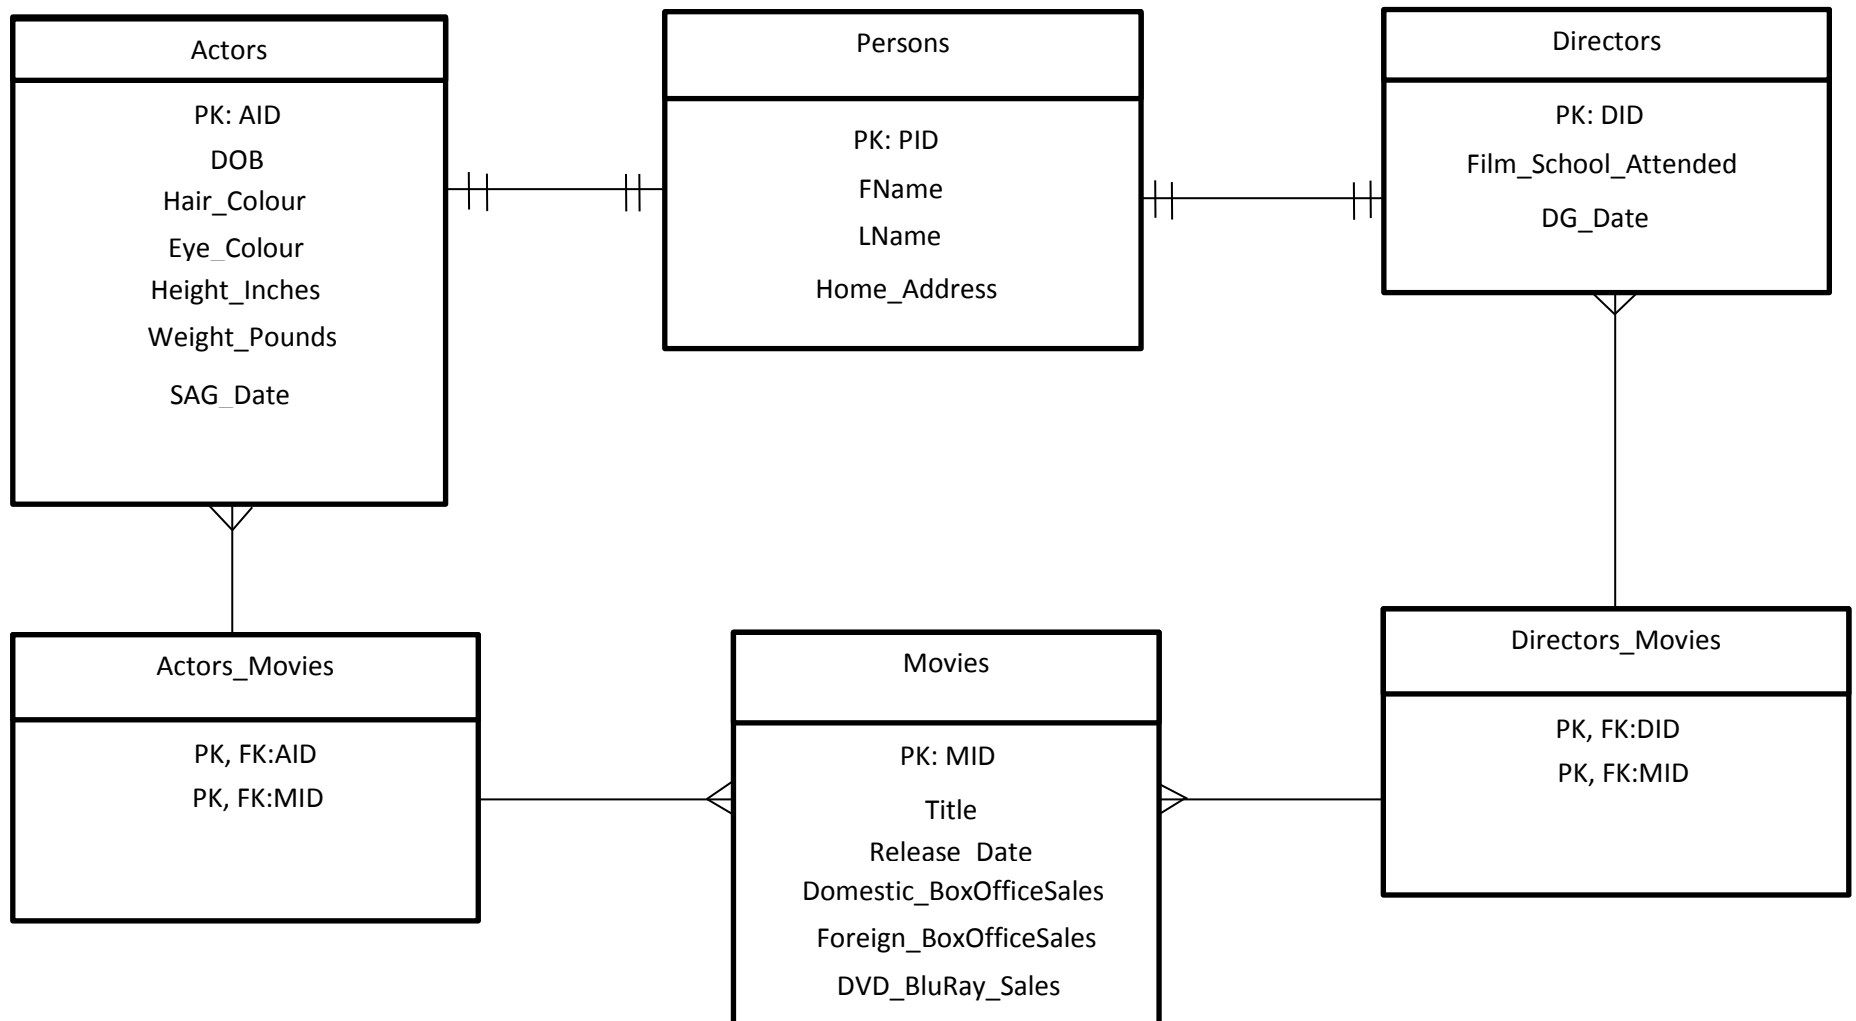 Actors
PK: AID
DOB
Hair_Colour
Eye_Colour
Height_Inches
Weight_Pounds
SAG_Date
Persons
PK: PID
FName
LName
Home_Address
Directors
PK: DID
Film_School_Attended
DG_Date
Actors_Movies
PK, FK:AID
PK, FK:MID
Movies
PK: MID
Title
Release_Date
Domestic_BoxOfficeSales
Foreign_BoxOfficeSales
DVD_BluRay_Sales
Directors_Movies
PK, FK:DID
PK, FK:MID